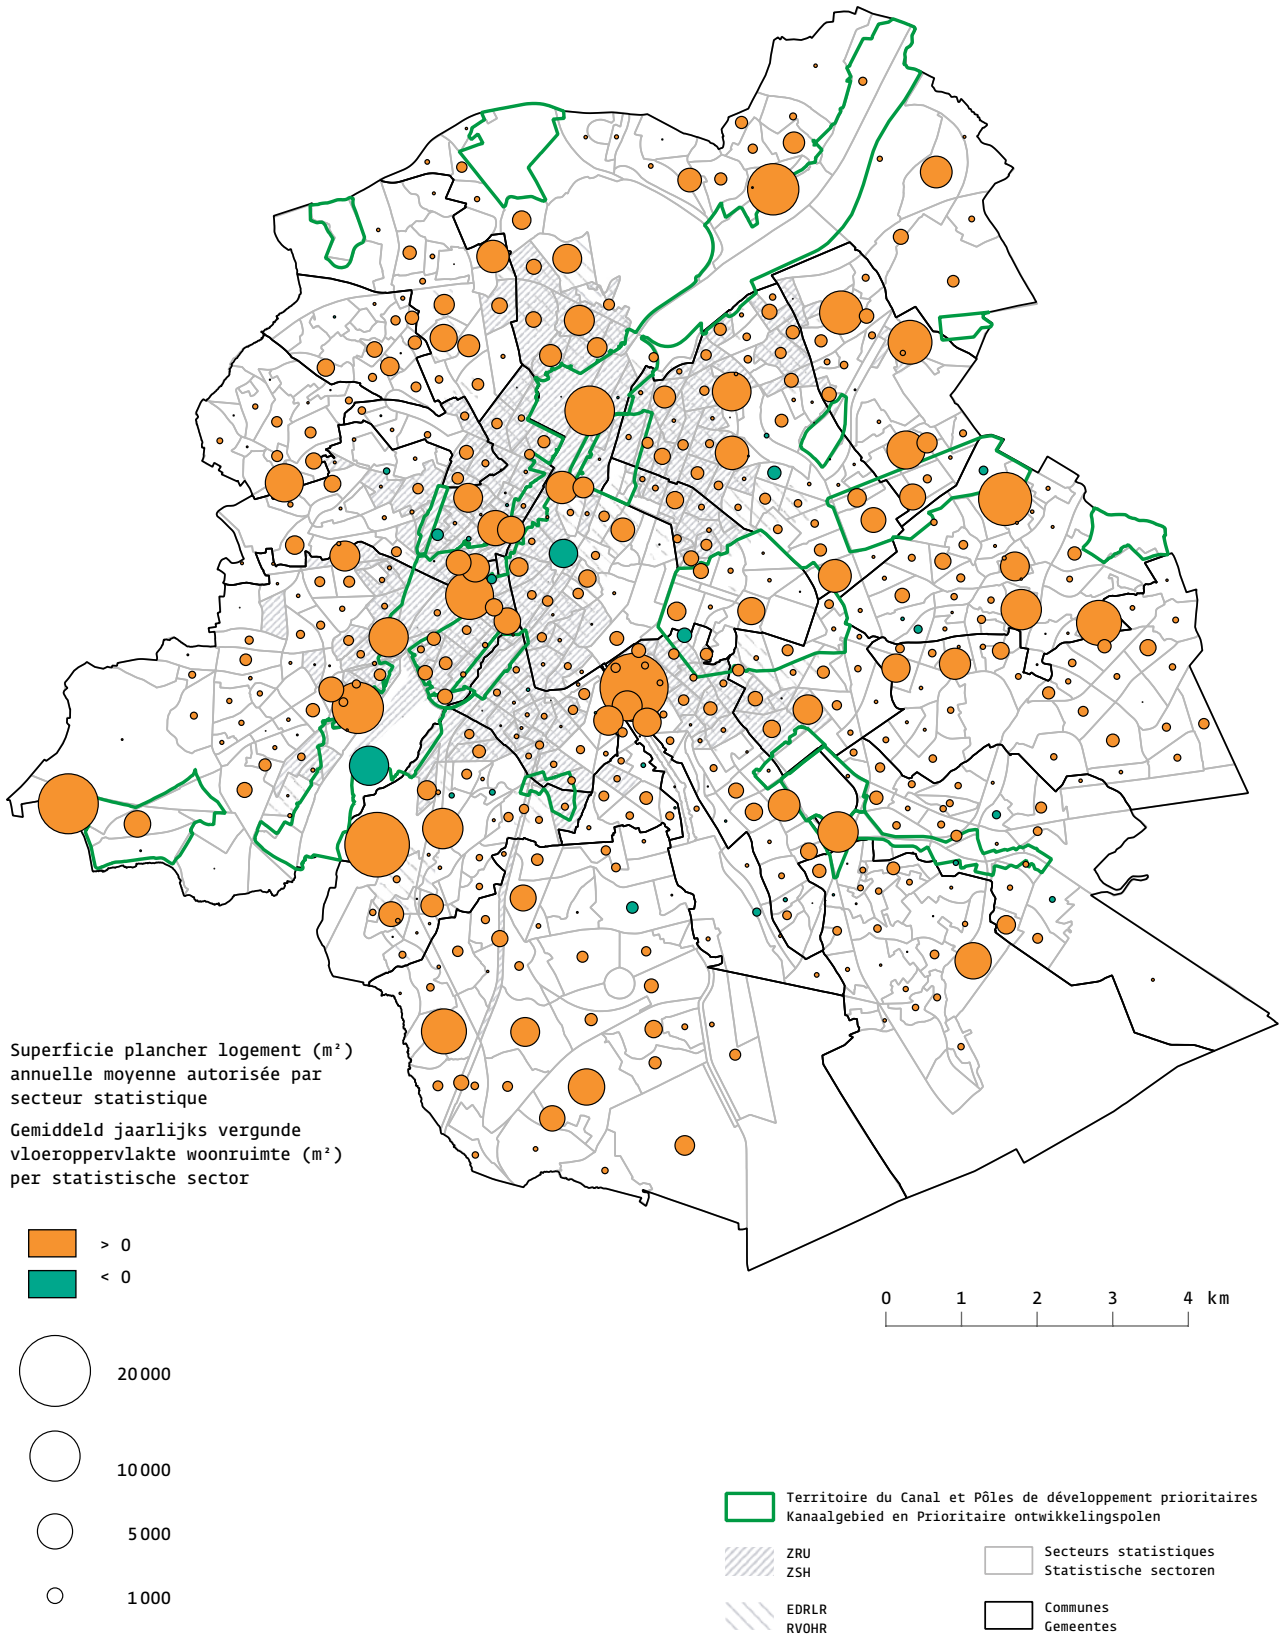 Superficie plancher logement (m²)
annuelle moyenne autorisée par
secteur statistique
Gemiddeld jaarlijks vergunde
vloeroppervlakte woonruimte (m²)
per statistische sector
> 0
< 0
20 000
10 000
5 000
1 000
0 1 2 3 4 km
Territoire du Canal et Pôles de développement prioritaires
Kanaalgebied en Prioritaire ontwikkelingspolen
ZRU
ZSH
Secteurs statistiques
Statistische sectoren
EDRLR
RVOHR
Communes
Gemeentes